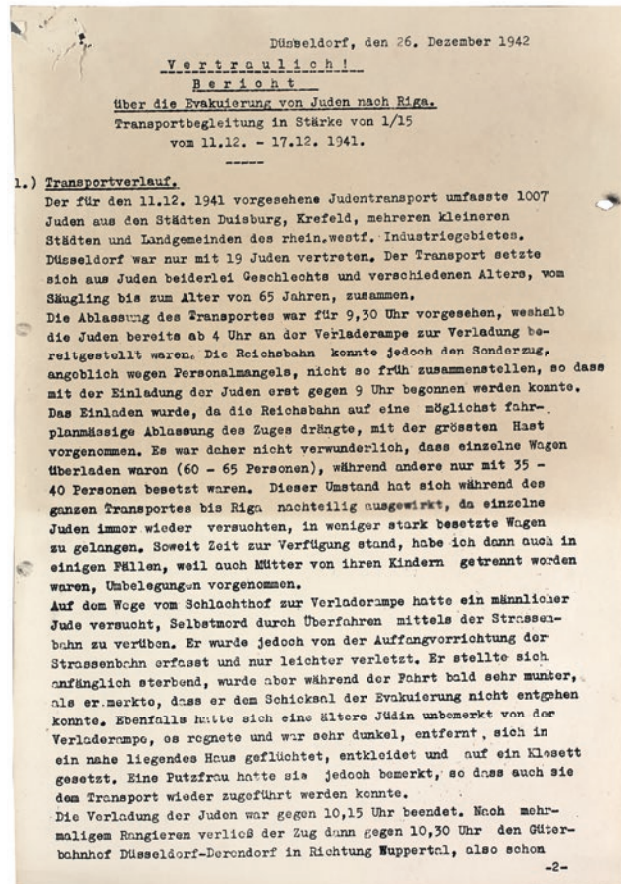 Düsseldorf, den 26. Dezember 1942
Vertraulich!
Bericht
über die Evakuierung von Juden nach Riga.
Transportbegleitung in Stärke von 1/15
vom 11.12. - 17.12. 1941.
-----
1.) Transportverlauf.
Der für den 11.12. 1941 vorgesehene Judentransport umfasste 1007
Juden aus den Städten Duisburg, Krefeld, mehreren kleineren
Städten und Landgemeinden des rhein.westf. Industriegebietes.
Düsseldorf war nur mit 19 Juden vertreten. Der Transport setzte
sich aus Juden beiderlei Geschlechts und verschiedenen Alters, vom
Säugling bis zum Alter von 65 Jahren, zusammen.
Die Ablassung des Transportes war für 9,30 Uhr vorgesehen, weshalb
die Juden bereits ab 4 Uhr an der Verladerampe zur Verladung be-
reitgestellt waren. Die Reichsbahn konnte jedoch den Sonderzug,
angeblich wegen Personalmangels, nicht so früh zusammenstellen, so dass
mit der Einladung der Juden erst gegen 9 Uhr begonnen werden konnte.
Das Einladen wurde, da die Reichsbahn auf eine möglichst fahr-
planmässige Ablassung des Zuges drängte, mit der grössten Hast
vorgenommen. Es war daher nicht verwunderlich, dass einzelne Wagen
überladen waren (60 - 65 Personen), während andere nur mit 35 -
40 Personen besetzt waren. Dieser Umstand hat sich während des
ganzen Transportes bis Riga nachteilig ausgewirkt, da einzelne
Juden immer wieder versuchten, in weniger stark besetzte Wagen
zu gelangen. Soweit Zeit zur Verfügung stand, habe ich dann auch in
einigen Fällen, weil auch Mütter von ihren Kindern getrennt worden
waren, Umbelegungen vorgenommen.
Auf dem Wege vom Schlachthof zur Verladerampe hatte ein männlicher
Jude versucht, Selbstmord durch Überfahren mittels der Strassen-
bahn zu verüben. Er wurde jedoch von der Auffangvorrichtung der
Strassenbahn erfasst und nur leichter verletzt. Er stellte sich
anfänglich sterbend, wurde aber während der Fahrt bald sehr munter,
als er merkte, dass er dem Schicksal der Evakuierung nicht entgehen
konnte. Ebenfalls hatte sich eine ältere Jüdin unbemerkt von der
Verladerampe, es regnete und war sehr dunkel, entfernt, sich in
ein nahe liegendes Haus geflüchtet, entkleidet und auf ein Klosett
gesetzt. Eine Putzfrau hatte sie jedoch bemerkt, so dass auch sie
dem Transport wieder zugeführt werden konnte.
Die Verladung der Juden war gegen 10,15 Uhr beendet. Nach mehr-
maligem Rangieren verließ der Zug dann gegen 10,30 Uhr den Güter-
bahnhof Düsseldorf-Derendorf in Richtung Wuppertal, also schon
-2-